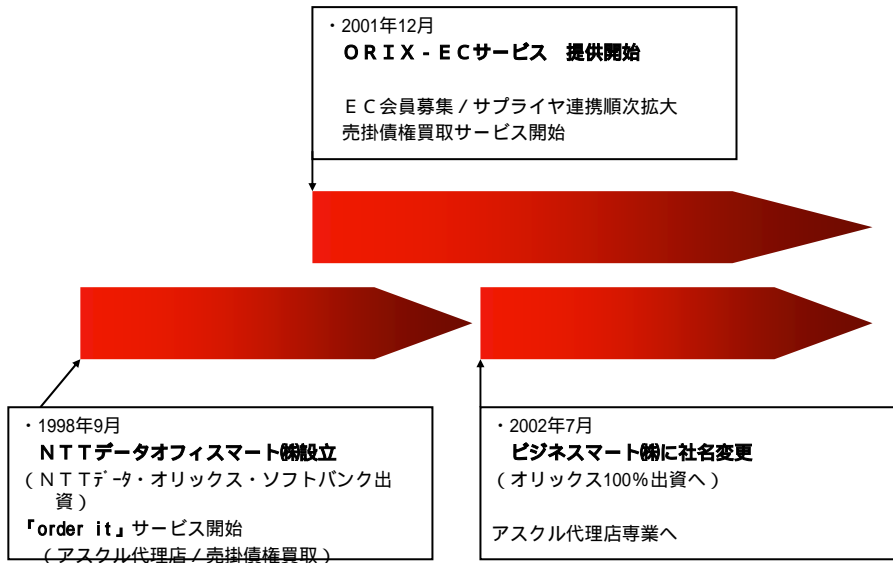 ・2001年12月
ORIX-ECサービス 提供開始
EC会員募集/サプライヤ連携順次拡大
売掛債権買取サービス開始
・1998年9月
NTTデータオフィスマート㈱設立
(NTTデータ・オリックス・ソフトバンク出
資)
『order it』サービス開始
(アスクル代理店/売掛債権買取)
・2002年7月
ビジネスマート㈱に社名変更
(オリックス100%出資へ)
アスクル代理店専業へ